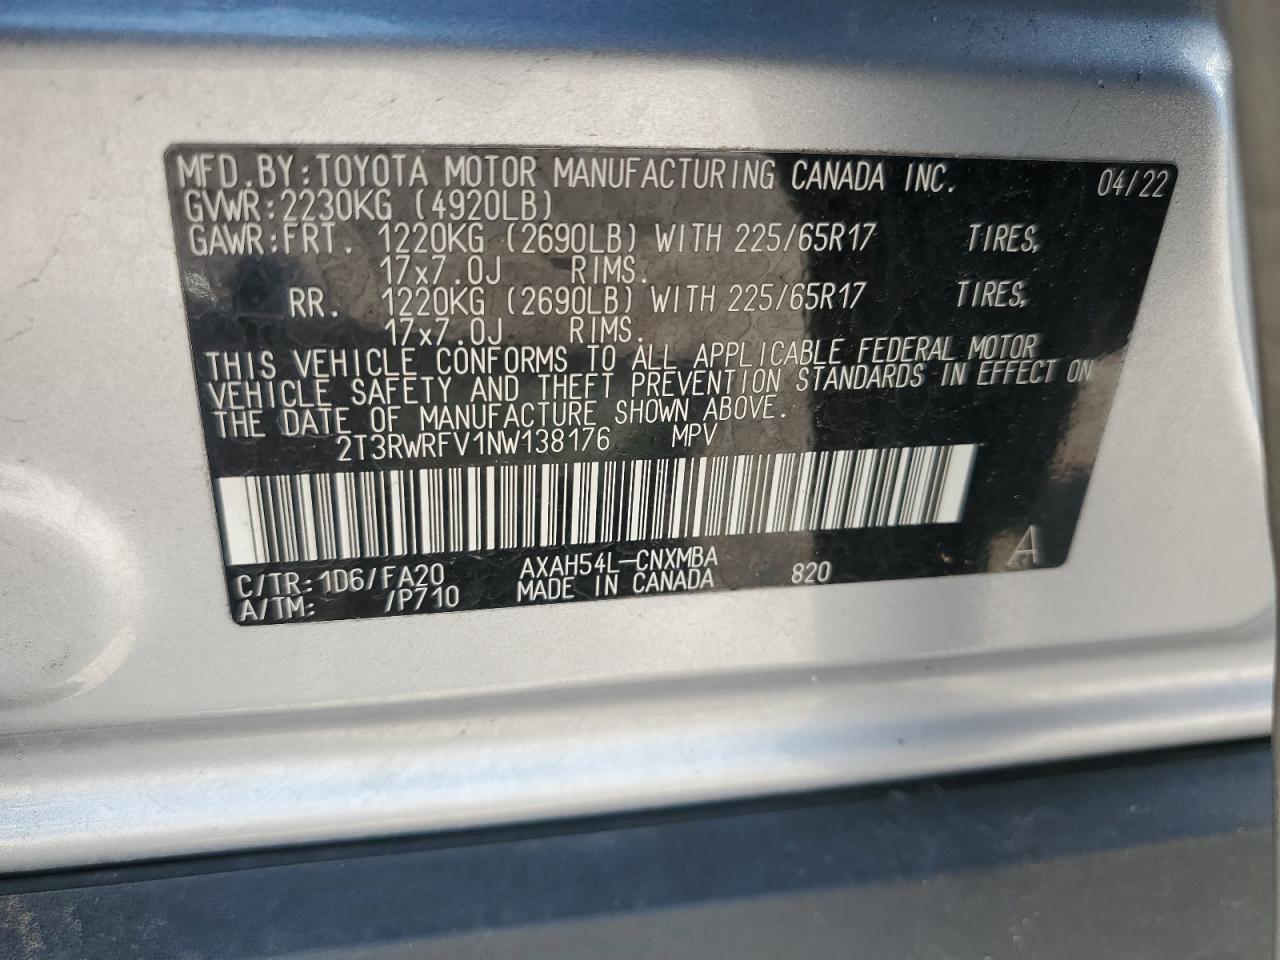 MFD.BY:TOYOTA MOTOR MANUFACTURING CANADA INC. 04/22
GVWR:2230KG (4920LB)
GAWR:FRT. 1220KG (2690LB) WITH 225/65R17 TIRES,
17x7.0J RIMS.
RR. 1220KG (2690LB) WITH 225/65R17 TIRES,
17x7.0J RIMS.
THIS VEHICLE CONFORMS TO ALL APPLICABLE FEDERAL MOTOR
VEHICLE SAFETY AND THEFT PREVENTION STANDARDS IN EFFECT ON
THE DATE OF MANUFACTURE SHOWN ABOVE.
2T3RWRFV1NW138176 MPV
C/TR:1D6/FA20 AXAH54L-CNXMBA 820 A
A/TM: /P710 MADE IN CANADA